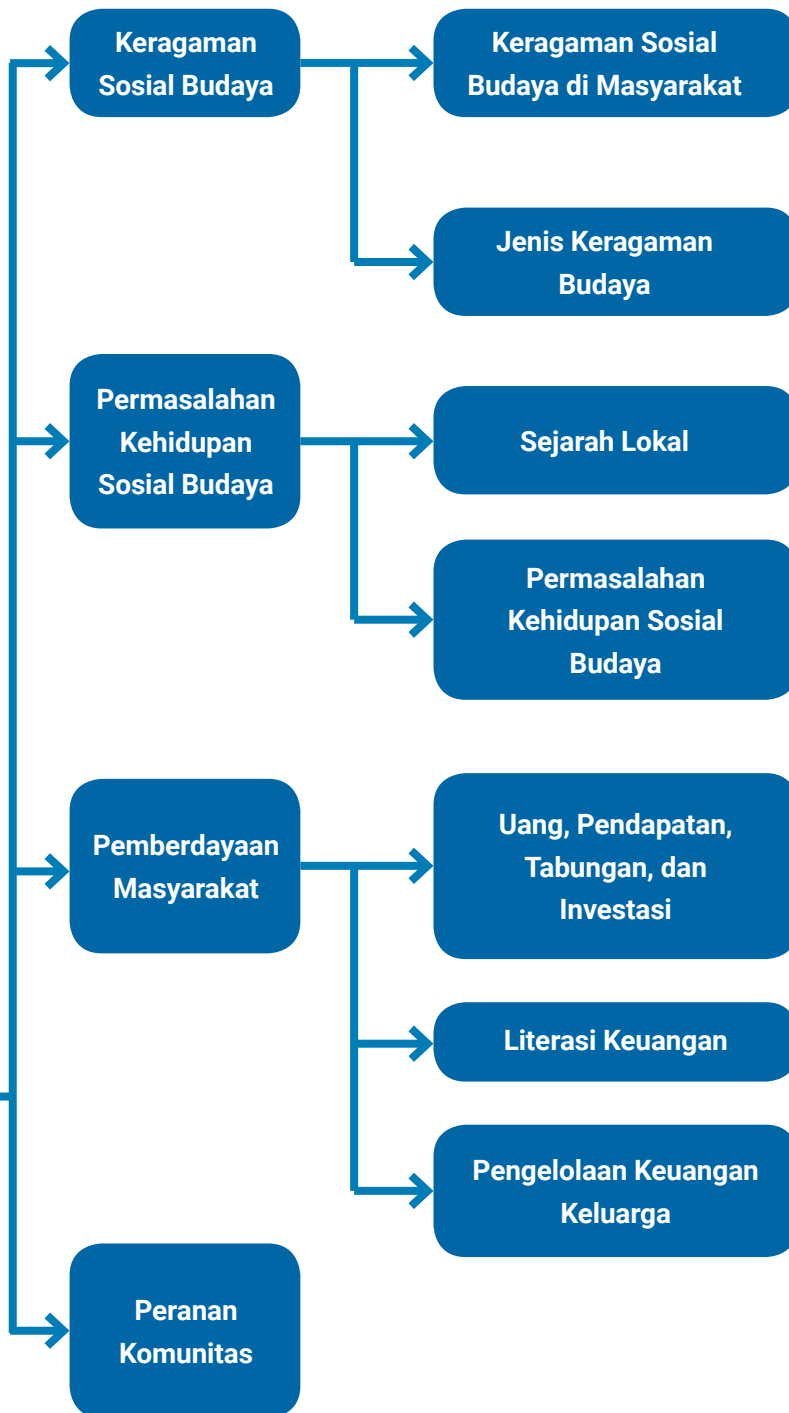 Keragaman
Sosial Budaya
Keragaman Sosial
Budaya di Masyarakat
Jenis Keragaman
Budaya
Permasalahan
Kehidupan
Sosial Budaya
Sejarah Lokal
Permasalahan
Kehidupan Sosial
Budaya
Pemberdayaan
Masyarakat
Uang, Pendapatan,
Tabungan, dan
Investasi
Literasi Keuangan
Pengelolaan Keuangan
Keluarga
Peranan
Komunitas